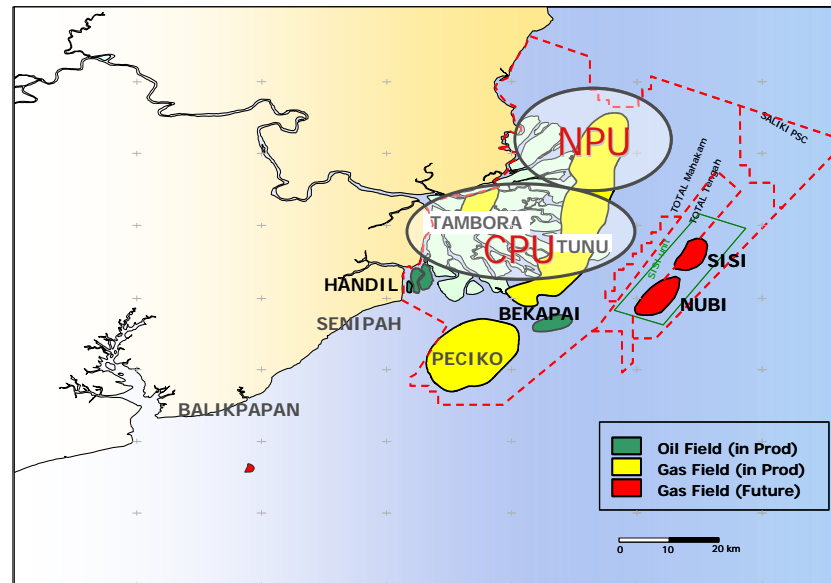 NPU
SALIKI PSC
TOTAL Mahakam
TOTAL Tengah
TAMBORA
CPU
TUNU
SISI
HANDIL
NUBI
BEKAPAI
SENIPAH
PECIKO
BALIKPAPAN
Oil Field (in Prod)
Gas Field (in Prod)
Gas Field (Future)
0 10 20 km